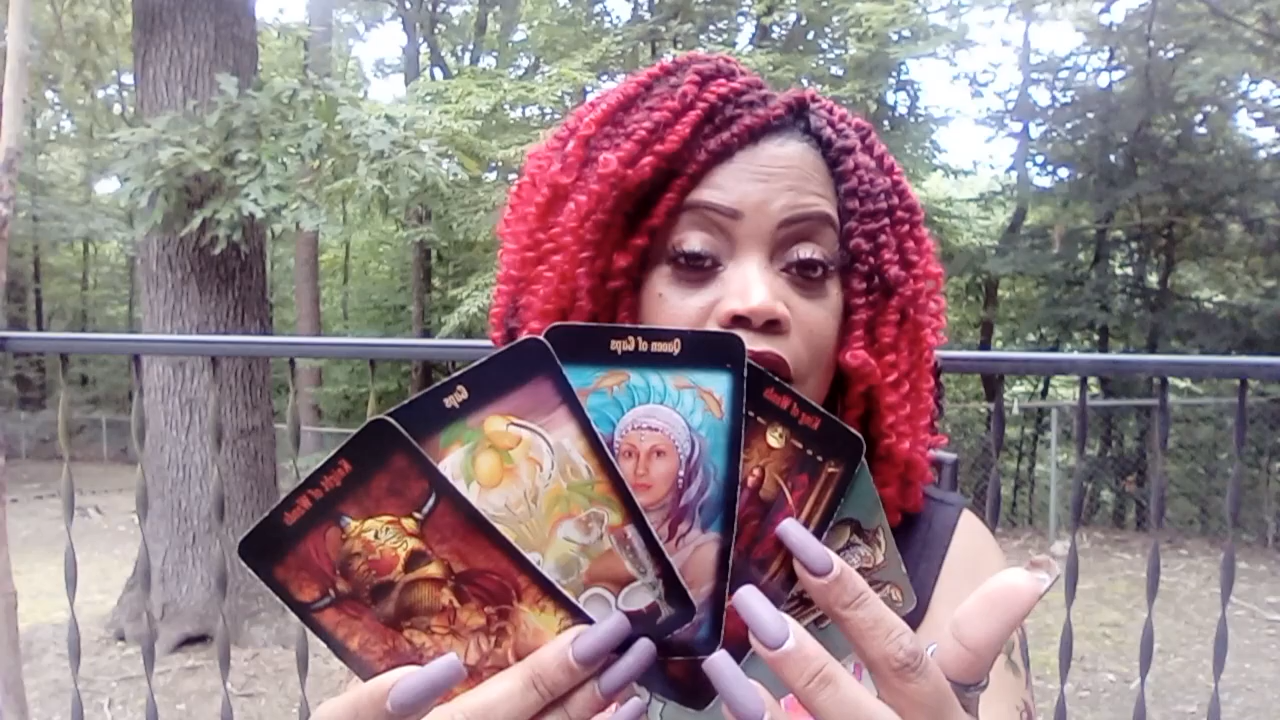 Knight of Wands
Cups
Queen of Cups
King of Wands